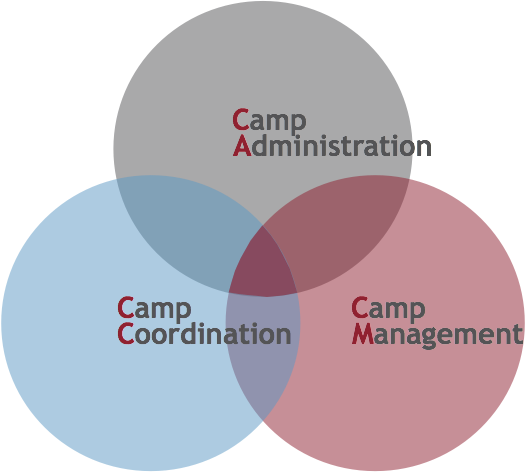 Camp
Administration
Camp
Coordination
Camp
Management